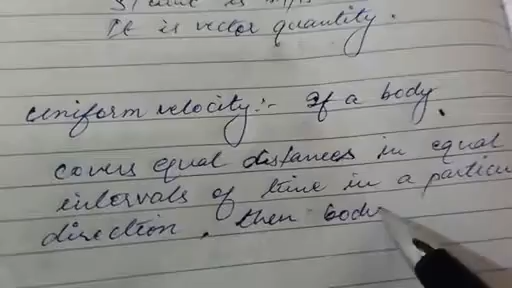 It is vector quantity.
Uniform velocity:- If a body
covers equal distances in equal
intervals of time in a particu
direction, then body